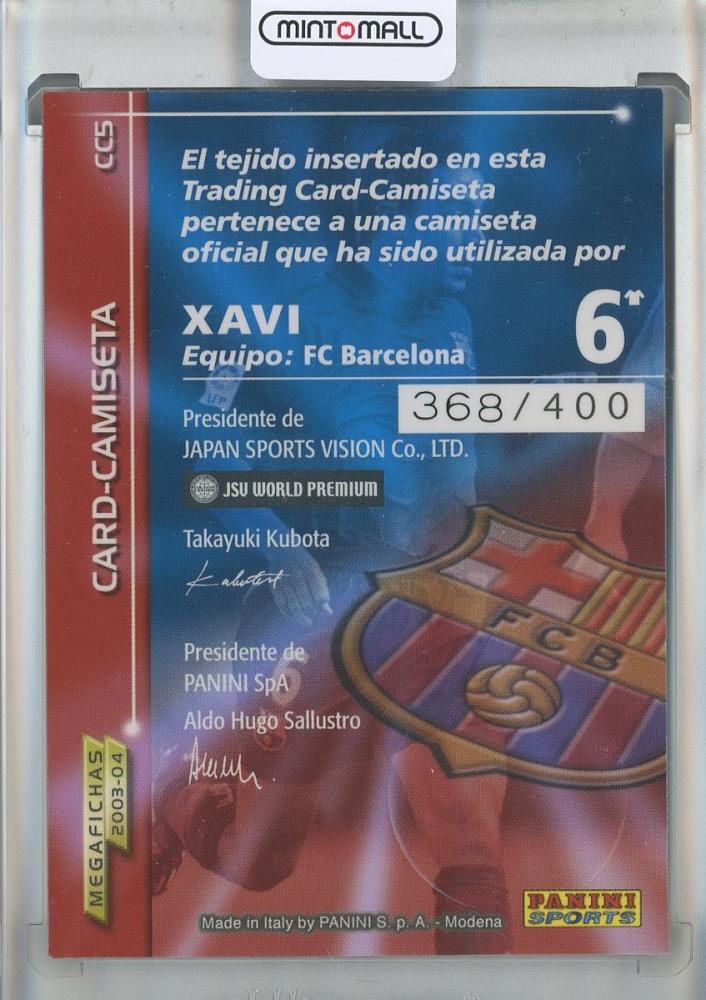 MINTOMALL
CC5
CARD-CAMISETA
MEGAFICHAS
2003-04
El tejido insertado en esta
Trading Card-Camiseta
pertenece a una camiseta
oficial que ha sido utilizada por
XAVI
6
Equipo: FC Barcelona
368/400
Presidente de
JAPAN SPORTS VISION Co., LTD.
JSV WORLD PREMIUM
Takayuki Kubota
Presidente de
PANINI SpA
Aldo Hugo Sallustro
LFP
FCB
PANINI
SPORTS
Made in Italy by PANINI S. p. A. - Modena